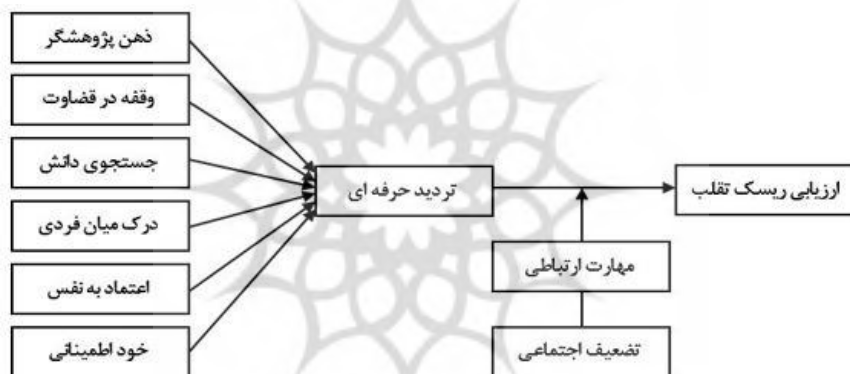 ذهن پژوهشگر
وقفه در قضاوت
جستجوی دانش
درک میان فردی
اعتماد به نفس
خود اطمینانی
تردید حرفه ای
ارزیابی ریسک تقلب
مهارت ارتباطی
تضعیف اجتماعی